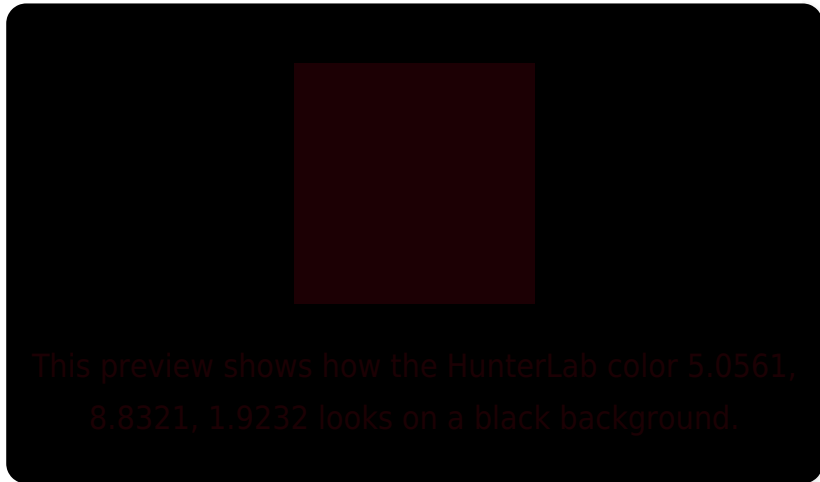 This preview shows how the HunterLab color 5.0561,
8.8321, 1.9232 looks on a black background.